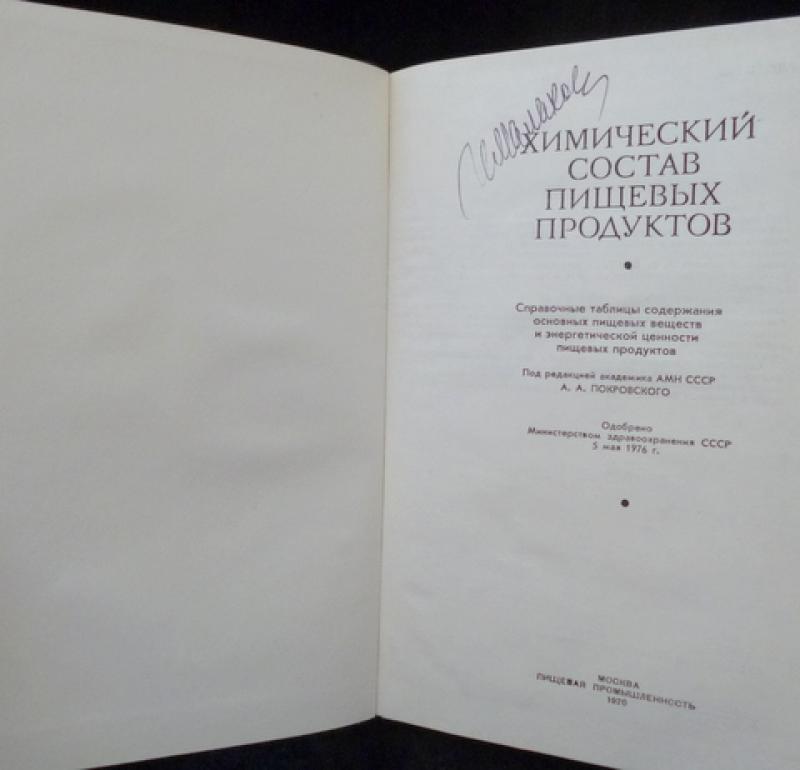 ХИМИЧЕСКИЙ
СОСТАВ
ПИЩЕВЫХ
ПРОДУКТОВ
Справочные таблицы содержания
основных пищевых веществ
и энергетической ценности
пищевых продуктов
Под редакцией академика АМН СССР
А. А. ПОКРОВСКОГО
Одобрено
Министерством здравоохранения СССР
5 мая 1976 г.
МОСКВА
ПИЩЕВАЯ ПРОМЫШЛЕННОСТЬ